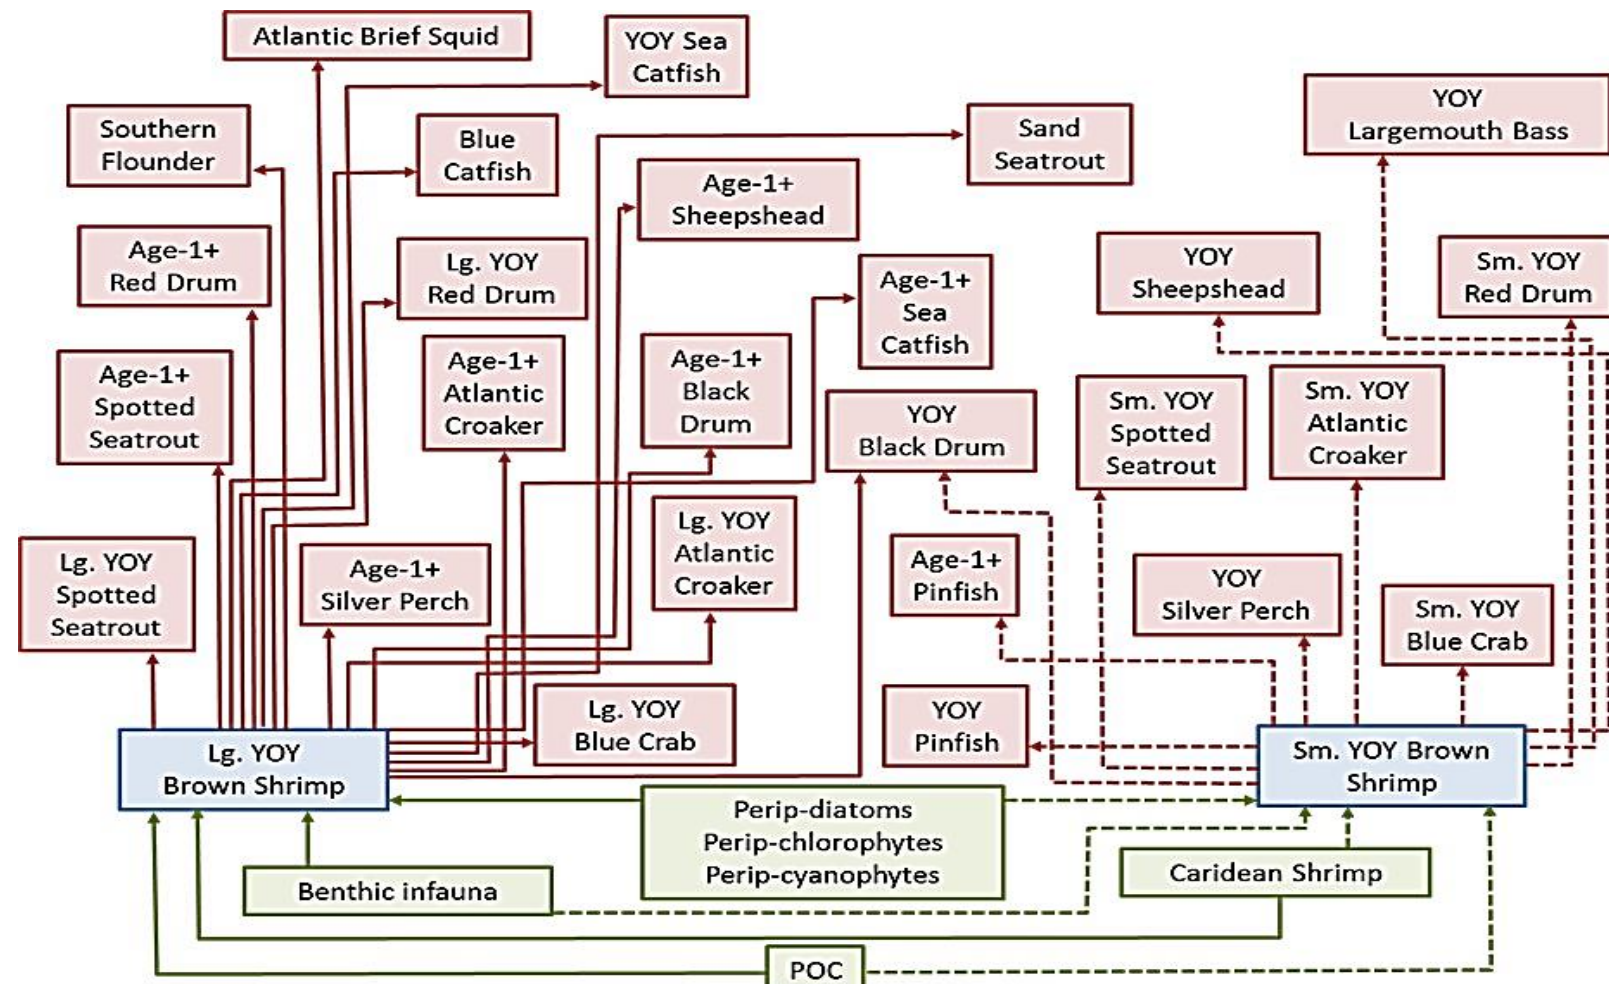 Atlantic Brief Squid
YOY Sea
Catfish
YOY
Largemouth Bass
Southern
Flounder
Blue
Catfish
Sand
Seatrout
Age-1+
Sheepshead
Age-1+
Red Drum
Lg. YOY
Red Drum
Age-1+
Sea
Catfish
YOY
Sheepshead
Sm. YOY
Red Drum
Age-1+
Spotted
Seatrout
Age-1+
Atlantic
Croaker
Age-1+
Black
Drum
YOY
Black Drum
Sm. YOY
Spotted
Seatrout
Sm. YOY
Atlantic
Croaker
Lg. YOY
Spotted
Seatrout
Age-1+
Silver Perch
Lg. YOY
Atlantic
Croaker
Age-1+
Pinfish
YOY
Silver Perch
Sm. YOY
Blue Crab
Lg. YOY
Blue Crab
YOY
Pinfish
Lg. YOY
Brown Shrimp
Sm. YOY Brown
Shrimp
Perip-diatoms
Perip-chlorophytes
Perip-cyanophytes
Benthic infauna
Caridean Shrimp
POC